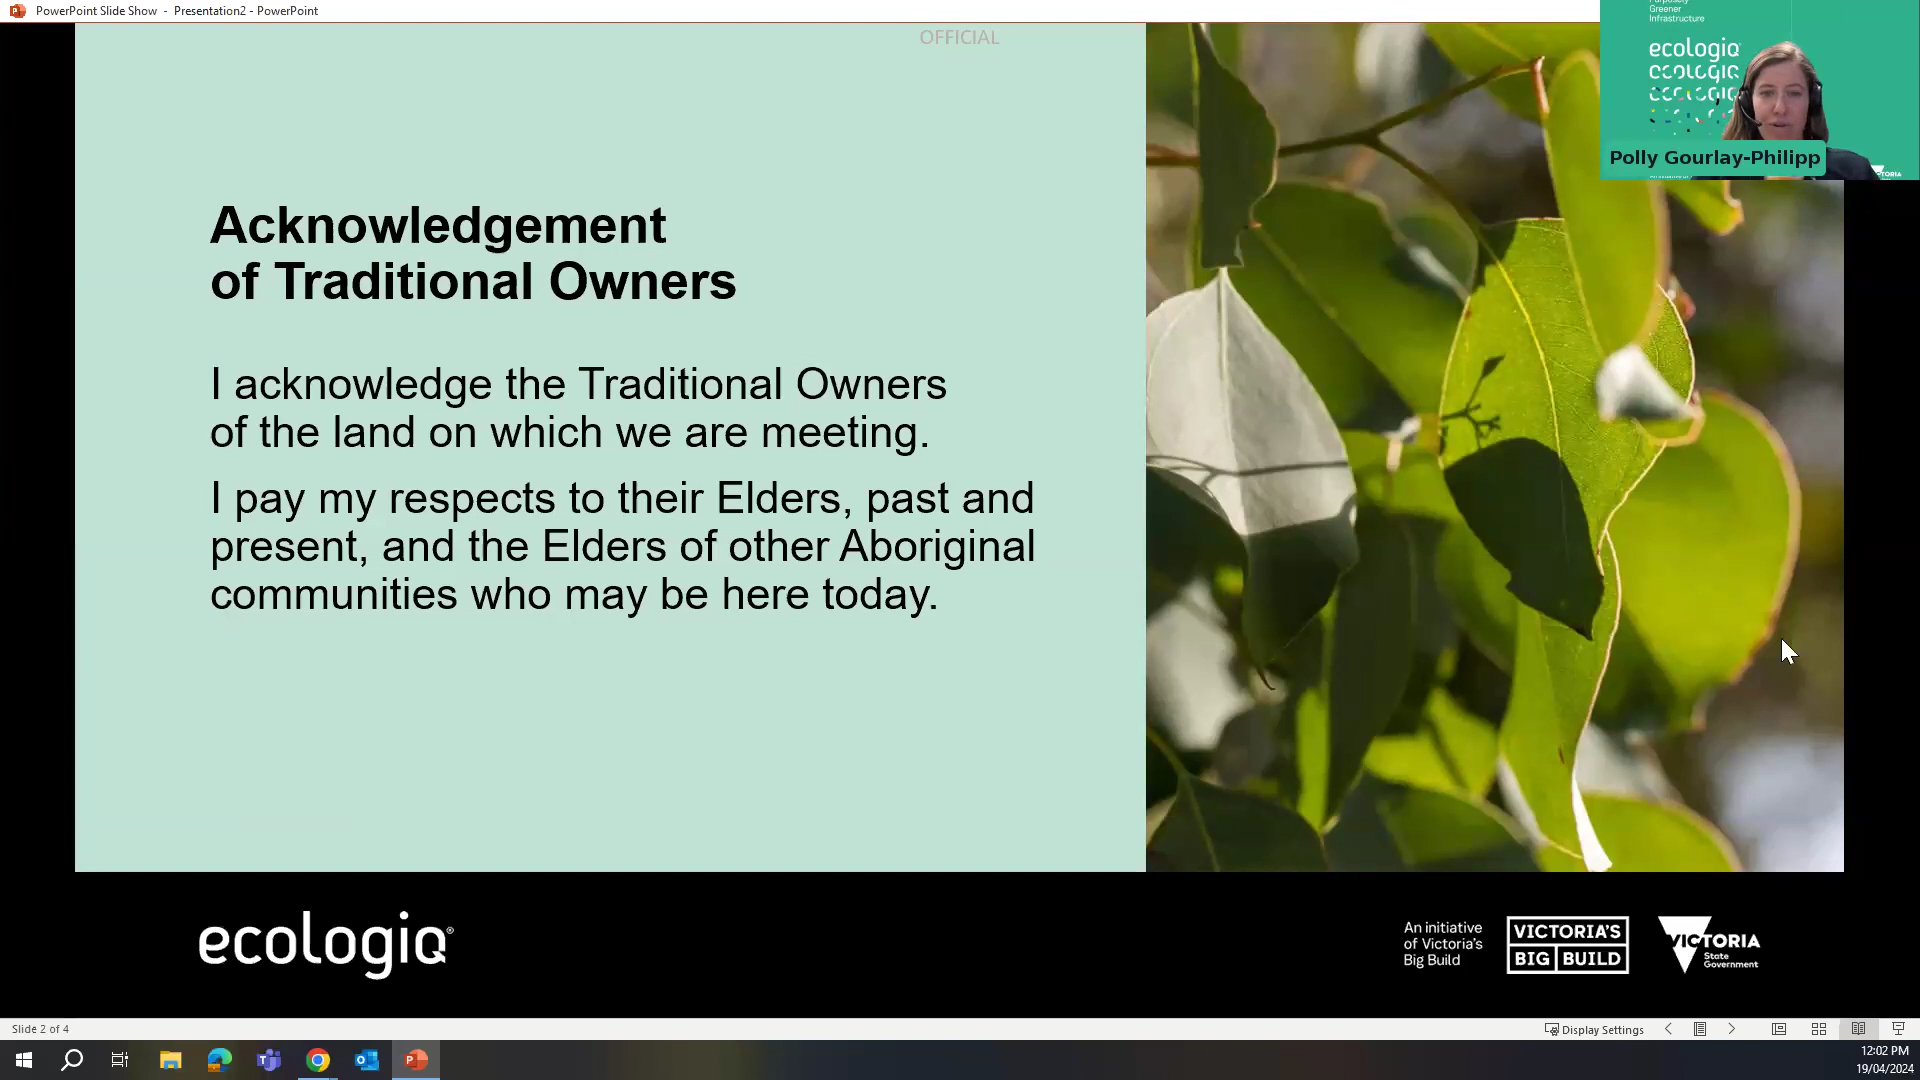 PowerPoint Slide Show - Presentation2 - PowerPoint
OFFICIAL
Greener
Infrastructure
ecologiq
ecologiq
ecologiq
Polly Gourlay-Philipp
Acknowledgement
of Traditional Owners
I acknowledge the Traditional Owners
of the land on which we are meeting.
I pay my respects to their Elders, past and
present, and the Elders of other Aboriginal
communities who may be here today.
ecologiq®
An initiative
of Victoria's
Big Build
VICTORIA'S
BIG BUILD
VICTORIA
State
Government
Slide 2 of 4
Display Settings
12:02 PM
19/04/2024